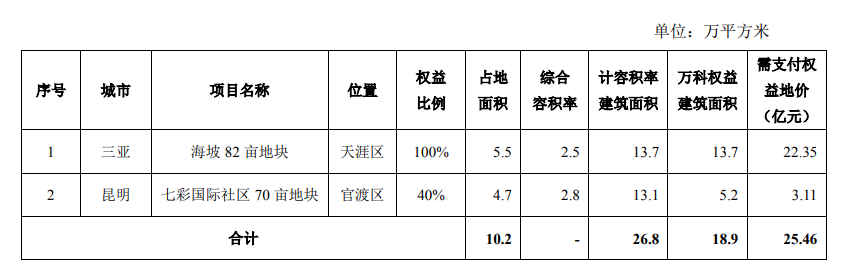 单位：万平方米
序号 城市 项目名称 位置 权益比例 占地面积 综合容积率 计容积率建筑面积 万科权益建筑面积 需支付权益地价（亿元）
1 三亚 海坡 82 亩地块 天涯区 100% 5.5 2.5 13.7 13.7 22.35
2 昆明 七彩国际社区 70 亩地块 官渡区 40% 4.7 2.8 13.1 5.2 3.11
合计 10.2 - 26.8 18.9 25.46